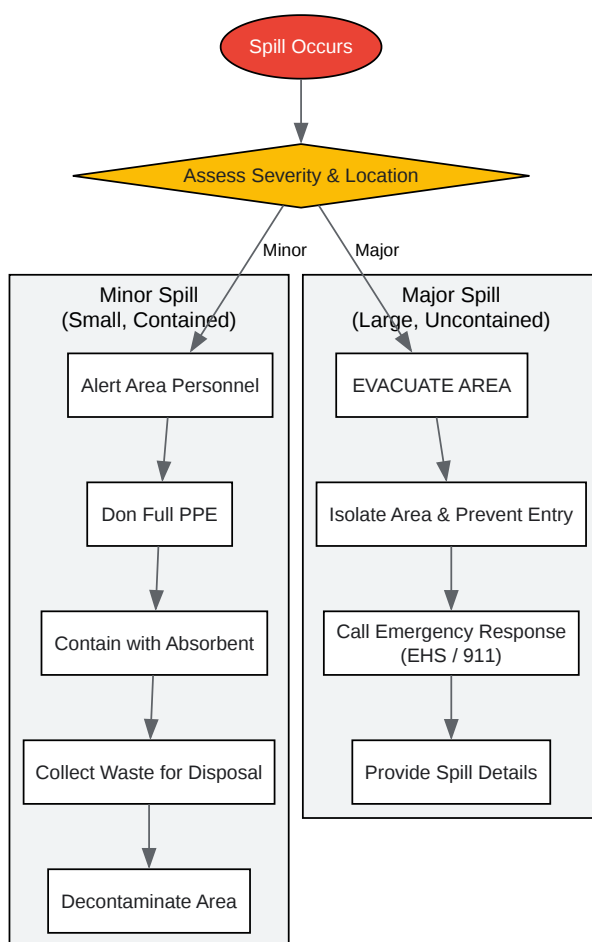 Spill Occurs
Assess Severity & Location
Minor
Major
Minor Spill
(Small, Contained)
Alert Area Personnel
Don Full PPE
Contain with Absorbent
Collect Waste for Disposal
Decontaminate Area
Major Spill
(Large, Uncontained)
EVACUATE AREA
Isolate Area & Prevent Entry
Call Emergency Response
(EHS / 911)
Provide Spill Details